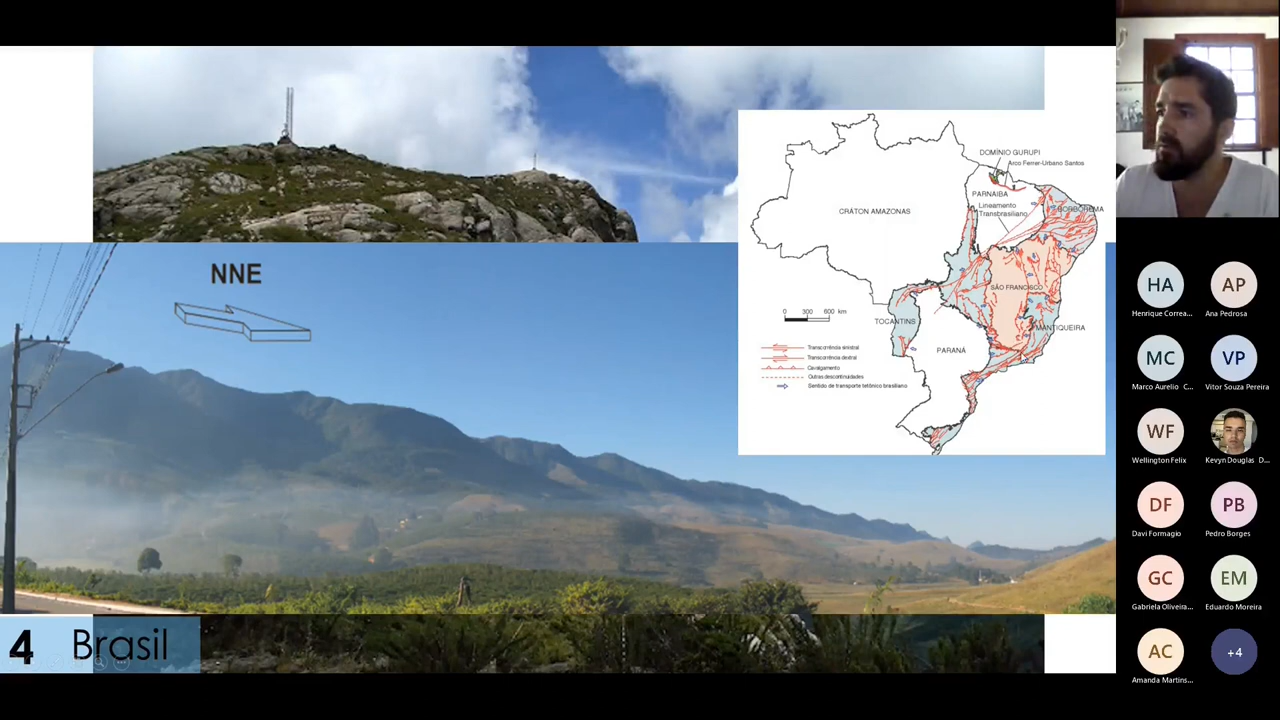 NNE
4 Brasil
DOMÍNIO GURUPI
Arco Ferrer-Urbano Santos
PARNAIBA
BORBOREMA
Lineamento
Transbrasiliano
CRÁTON AMAZONAS
SÃO FRANCISCO
0 300 600 km
TOCANTINS
MANTIQUEIRA
PARANÁ
Transcorrência sinistral
Transcorrência dextral
Cavalgamento
Outras descontinuidades
Sentido de transporte tetônico brasiliano
HA
Henrique Correa...
AP
Ana Pedrosa
MC
Marco Aurelio C...
VP
Vitor Souza Pereira
WF
Wellington Felix
Kevyn Douglas D...
DF
Davi Formagio
PB
Pedro Borges
GC
Gabriela Oliveira...
EM
Eduardo Moreira
AC
Amanda Martins...
+4